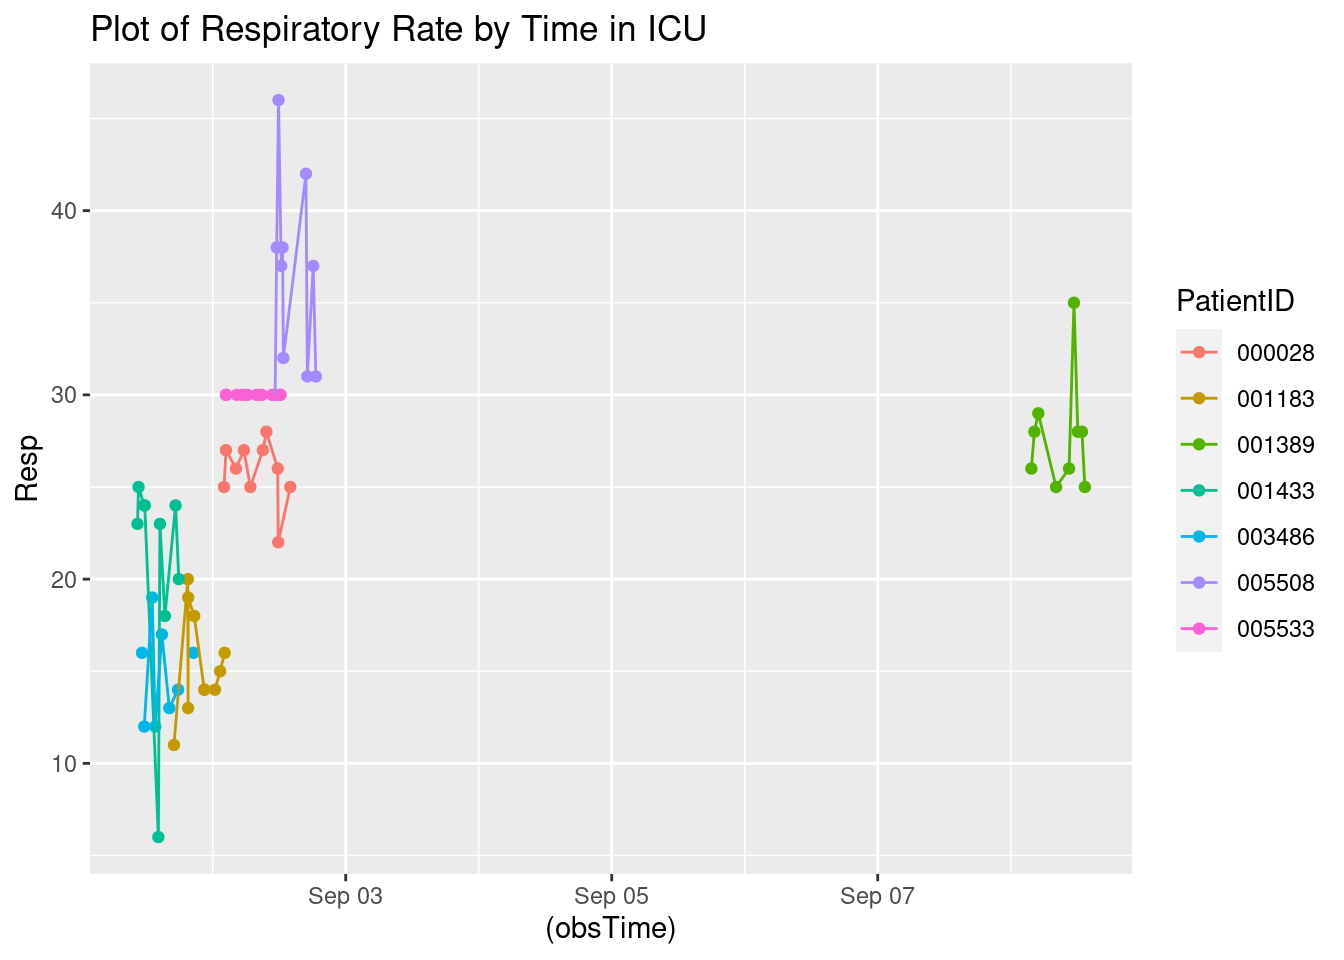 Plot of Respiratory Rate by Time in ICU
Resp
40
30
20
10
Sep 03
Sep 05
Sep 07
(obsTime)
PatientID
000028
001183
001389
001433
003486
005508
005533